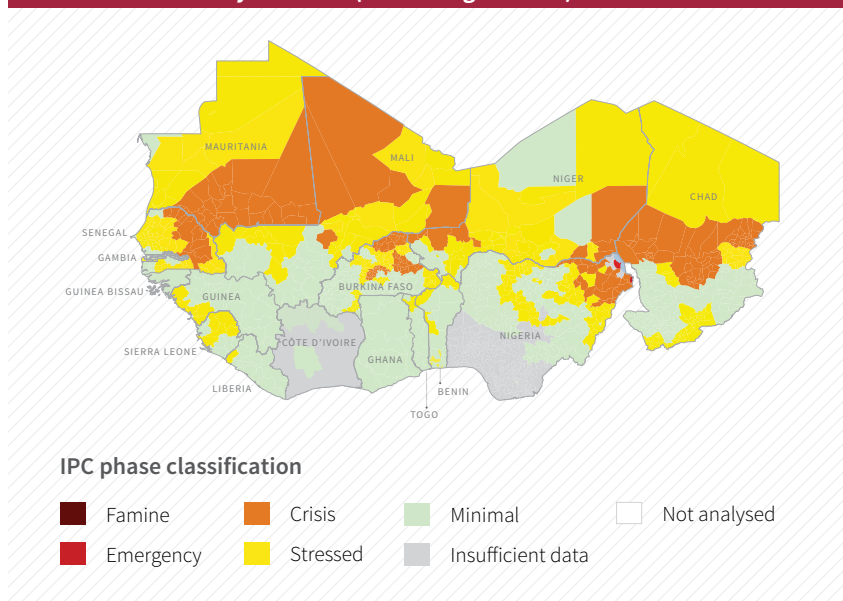 MAURITANIA
MALI
NIGER
CHAD
SENEGAL
GAMBIA
GUINEA BISSAU
GUINEA
BURKINA FASO
SIERRA LEONE
CÔTE D'IVOIRE
GHANA
NIGERIA
LIBERIA
BENIN
TOGO
IPC phase classification
Famine
Crisis
Minimal
Not analysed
Emergency
Stressed
Insufficient data